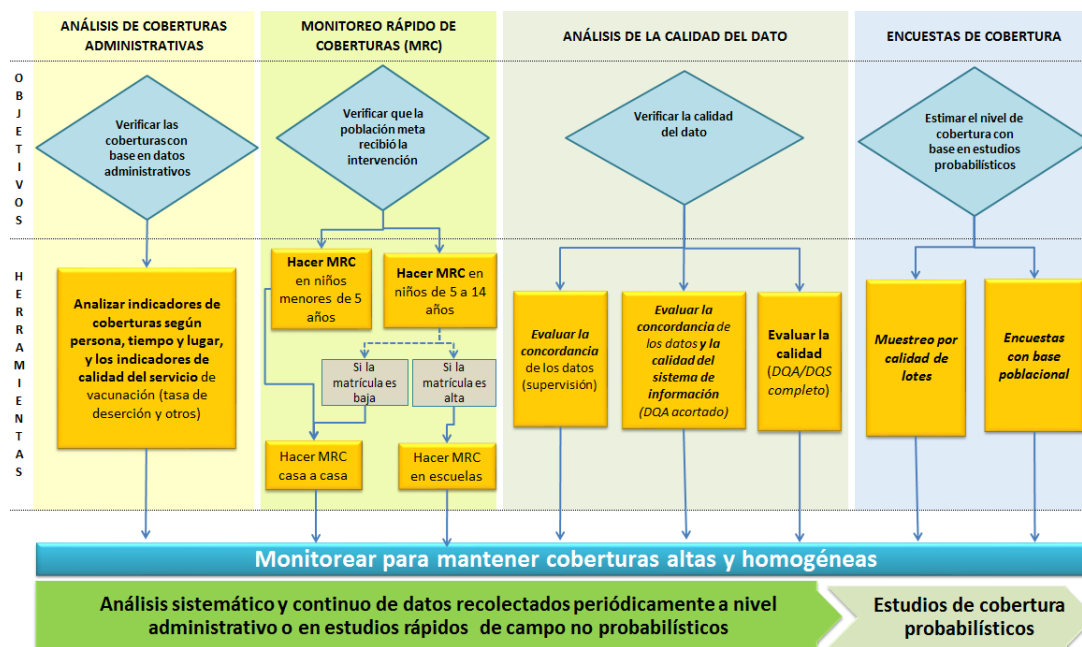 ANÁLISIS DE COBERTURAS
ADMINISTRATIVAS
MONITOREO RÁPIDO DE
COBERTURAS (MRC)
ANÁLISIS DE LA CALIDAD DEL DATO
ENCUESTAS DE COBERTURA
OBJETIVOS
Verificar las
coberturas con
base en datos
administrativos
Verificar que la
población meta
recibió la
intervención
Verificar la calidad
del dato
Estimar el nivel de
cobertura con
base en estudios
probabilísticos
HERRAMIENTAS
Analizar indicadores de
coberturas según
persona, tiempo y lugar,
y los indicadores de
calidad del servicio de
vacunación (tasa de
deserción y otros)
Hacer MRC
en niños
menores de 5
años
Hacer MRC en
niños de 5 a 14
años
Si la
matrícula es
baja
Si la
matrícula es
alta
Hacer MRC
casa a casa
Hacer MRC
en escuelas
Evaluar la
concordancia
de los datos
(supervisión)
Evaluar la
concordancia de
los datos y la
calidad del
sistema de
información
(DQA acortado)
Evaluar la
calidad
(DQA/DQS
completo)
Muestreo por
calidad de
lotes
Encuestas
con base
poblacional
Monitorear para mantener coberturas altas y homogéneas
Análisis sistemático y continuo de datos recolectados periódicamente a nivel
administrativo o en estudios rápidos de campo no probabilísticos
Estudios de cobertura
probabilísticos